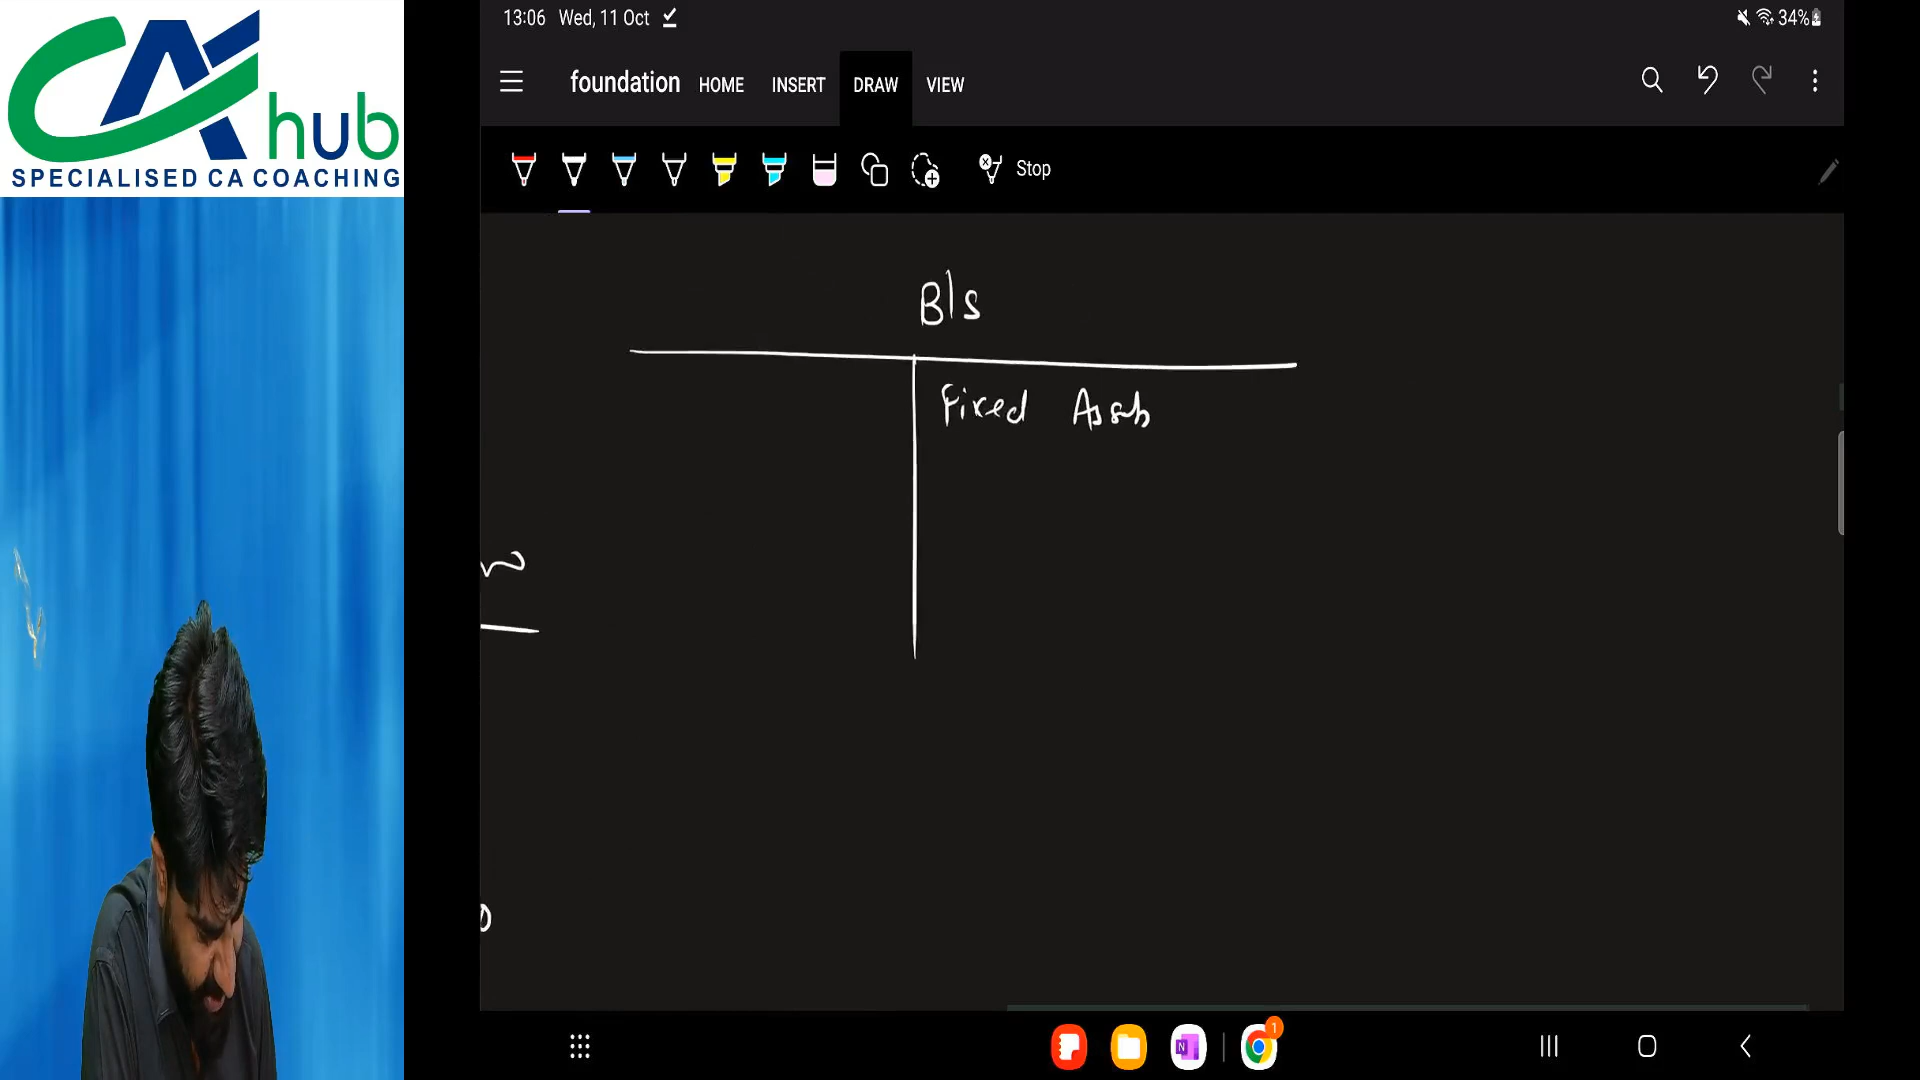 CA hub
SPECIALISED CA COACHING
13:06 Wed, 11 Oct
34%
foundation HOME INSERT DRAW VIEW
Stop
B/S
Fixed Assets
1